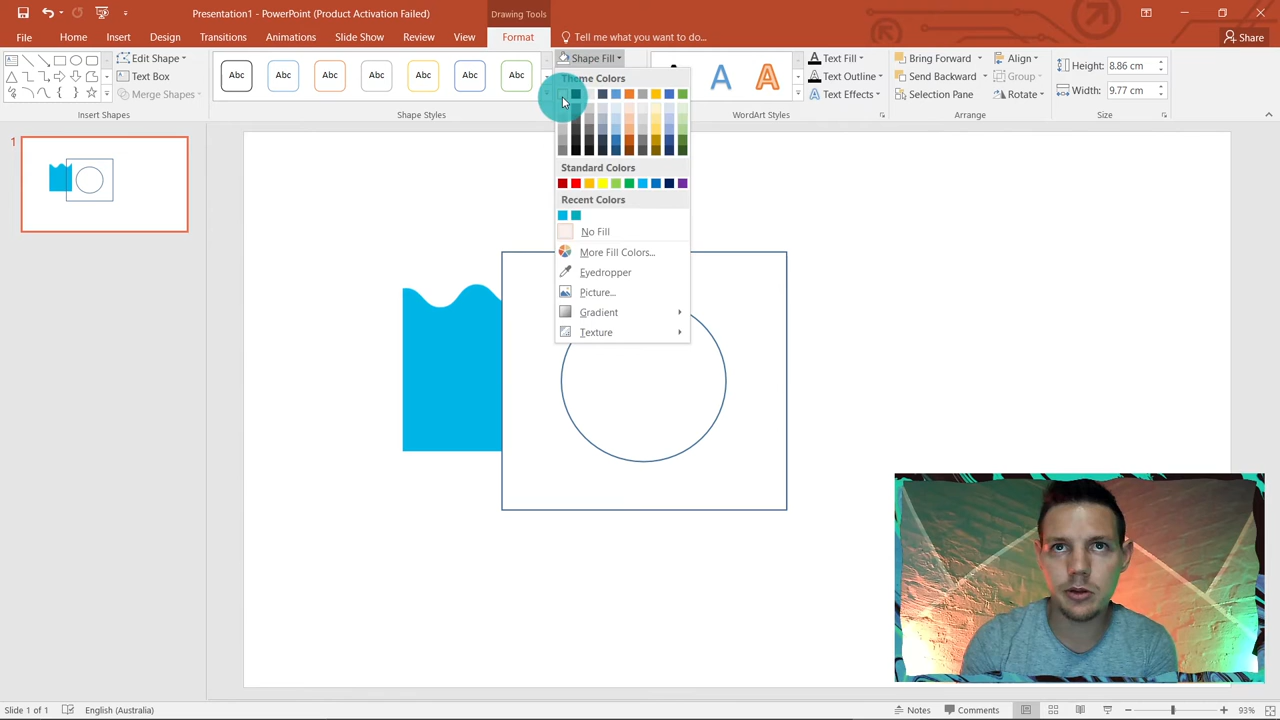 Presentation1 - PowerPoint (Product Activation Failed)
Drawing Tools
File Home Insert Design Transitions Animations Slide Show Review View Format Tell me what you want to do... Share
Edit Shape
Text Box
Merge Shapes
Insert Shapes
Abc Abc Abc Abc Abc Abc Abc
Shape Styles
Shape Fill
Theme Colors
Standard Colors
Recent Colors
No Fill
More Fill Colors...
Eyedropper
Picture...
Gradient
Texture
A A
WordArt Styles
Text Fill
Text Outline
Text Effects
Bring Forward
Send Backward
Selection Pane
Align
Group
Rotate
Arrange
Height: 8.86 cm
Width: 9.77 cm
Size
1
Slide 1 of 1 English (Australia) Notes Comments 93%